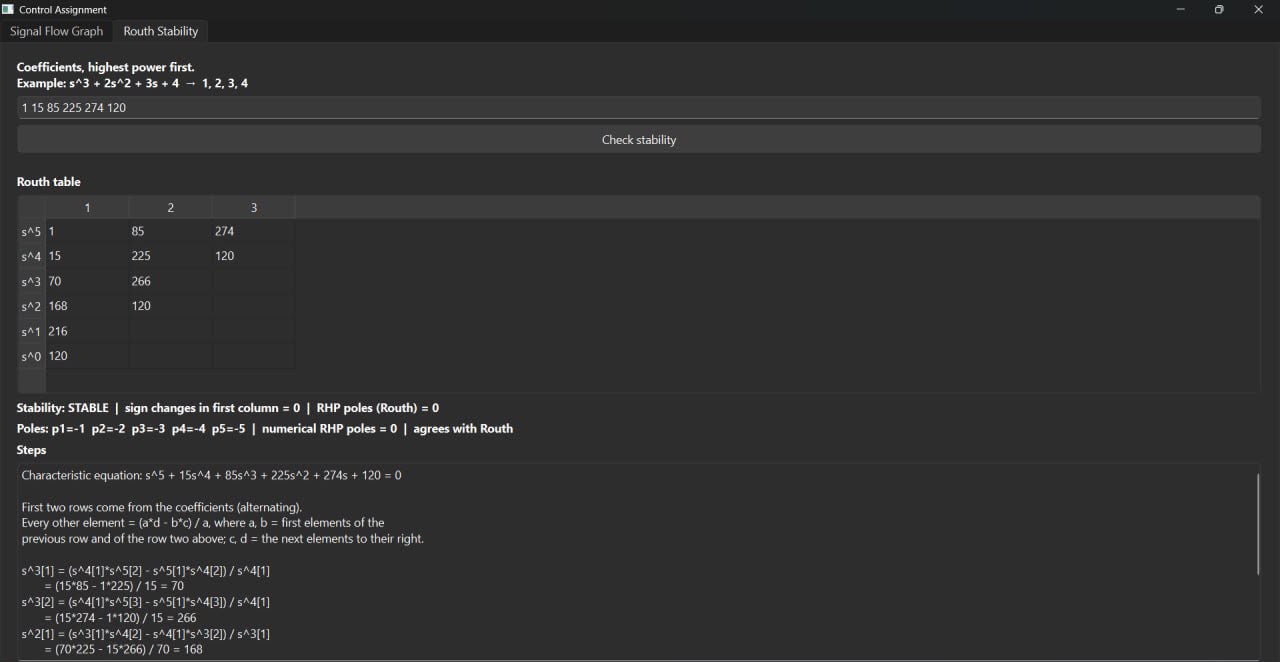 Control Assignment
Signal Flow Graph Routh Stability
Coefficients, highest power first.
Example: s^3 + 2s^2 + 3s + 4 → 1, 2, 3, 4
1 15 85 225 274 120
Check stability
Routh table
1 2 3
s^5 1 85 274
s^4 15 225 120
s^3 70 266
s^2 168 120
s^1 216
s^0 120
Stability: STABLE | sign changes in first column = 0 | RHP poles (Routh) = 0
Poles: p1=-1 p2=-2 p3=-3 p4=-4 p5=-5 | numerical RHP poles = 0 | agrees with Routh
Steps
Characteristic equation: s^5 + 15s^4 + 85s^3 + 225s^2 + 274s + 120 = 0
First two rows come from the coefficients (alternating).
Every other element = (a*d - b*c) / a, where a, b = first elements of the
previous row and of the row two above; c, d = the next elements to their right.
s^3[1] = (s^4[1]*s^5[2] - s^5[1]*s^4[2]) / s^4[1]
= (15*85 - 1*225) / 15 = 70
s^3[2] = (s^4[1]*s^5[3] - s^5[1]*s^4[3]) / s^4[1]
= (15*274 - 1*120) / 15 = 266
s^2[1] = (s^3[1]*s^4[2] - s^4[1]*s^3[2]) / s^3[1]
= (70*225 - 15*266) / 70 = 168